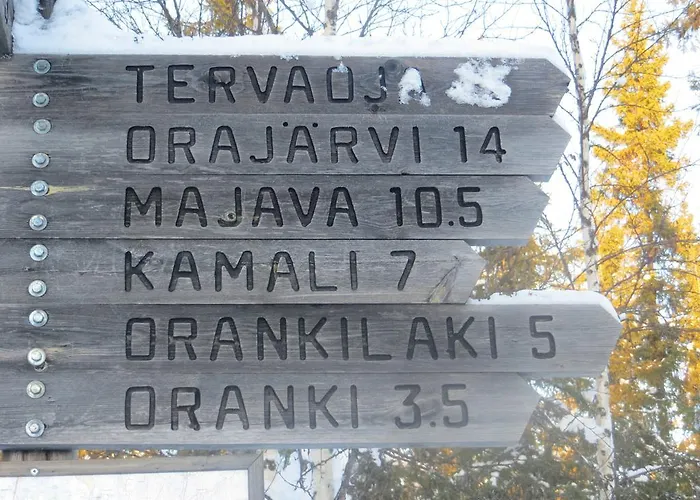 TERVAOJA
ORAJÄRVI 14
MAJAVA 10.5
KAMALI 7
ORANKILAKI 5
ORANKI 3.5